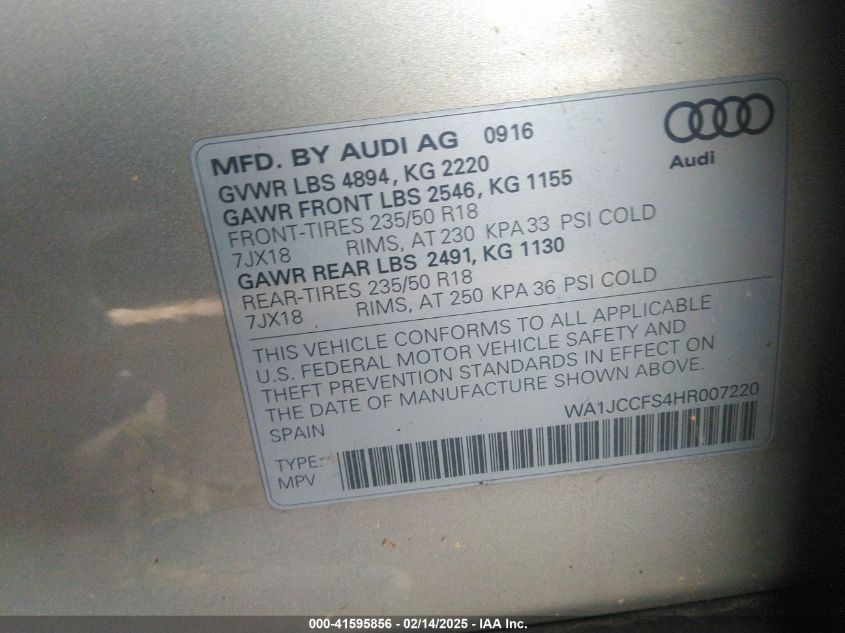 MFD. BY AUDI AG 0916
Audi
GVWR LBS 4894, KG 2220
GAWR FRONT LBS 2546, KG 1155
FRONT-TIRES 235/50 R18
7JX18 RIMS, AT 230 KPA 33 PSI COLD
GAWR REAR LBS 2491, KG 1130
REAR-TIRES 235/50 R18
7JX18 RIMS, AT 250 KPA 36 PSI COLD
THIS VEHICLE CONFORMS TO ALL APPLICABLE
U.S. FEDERAL MOTOR VEHICLE SAFETY AND
THEFT PREVENTION STANDARDS IN EFFECT ON
THE DATE OF MANUFACTURE SHOWN ABOVE.
SPAIN WA1JCCFS4HR007220
TYPE:
MPV
000-41595856 - 02/14/2025 - IAA Inc.